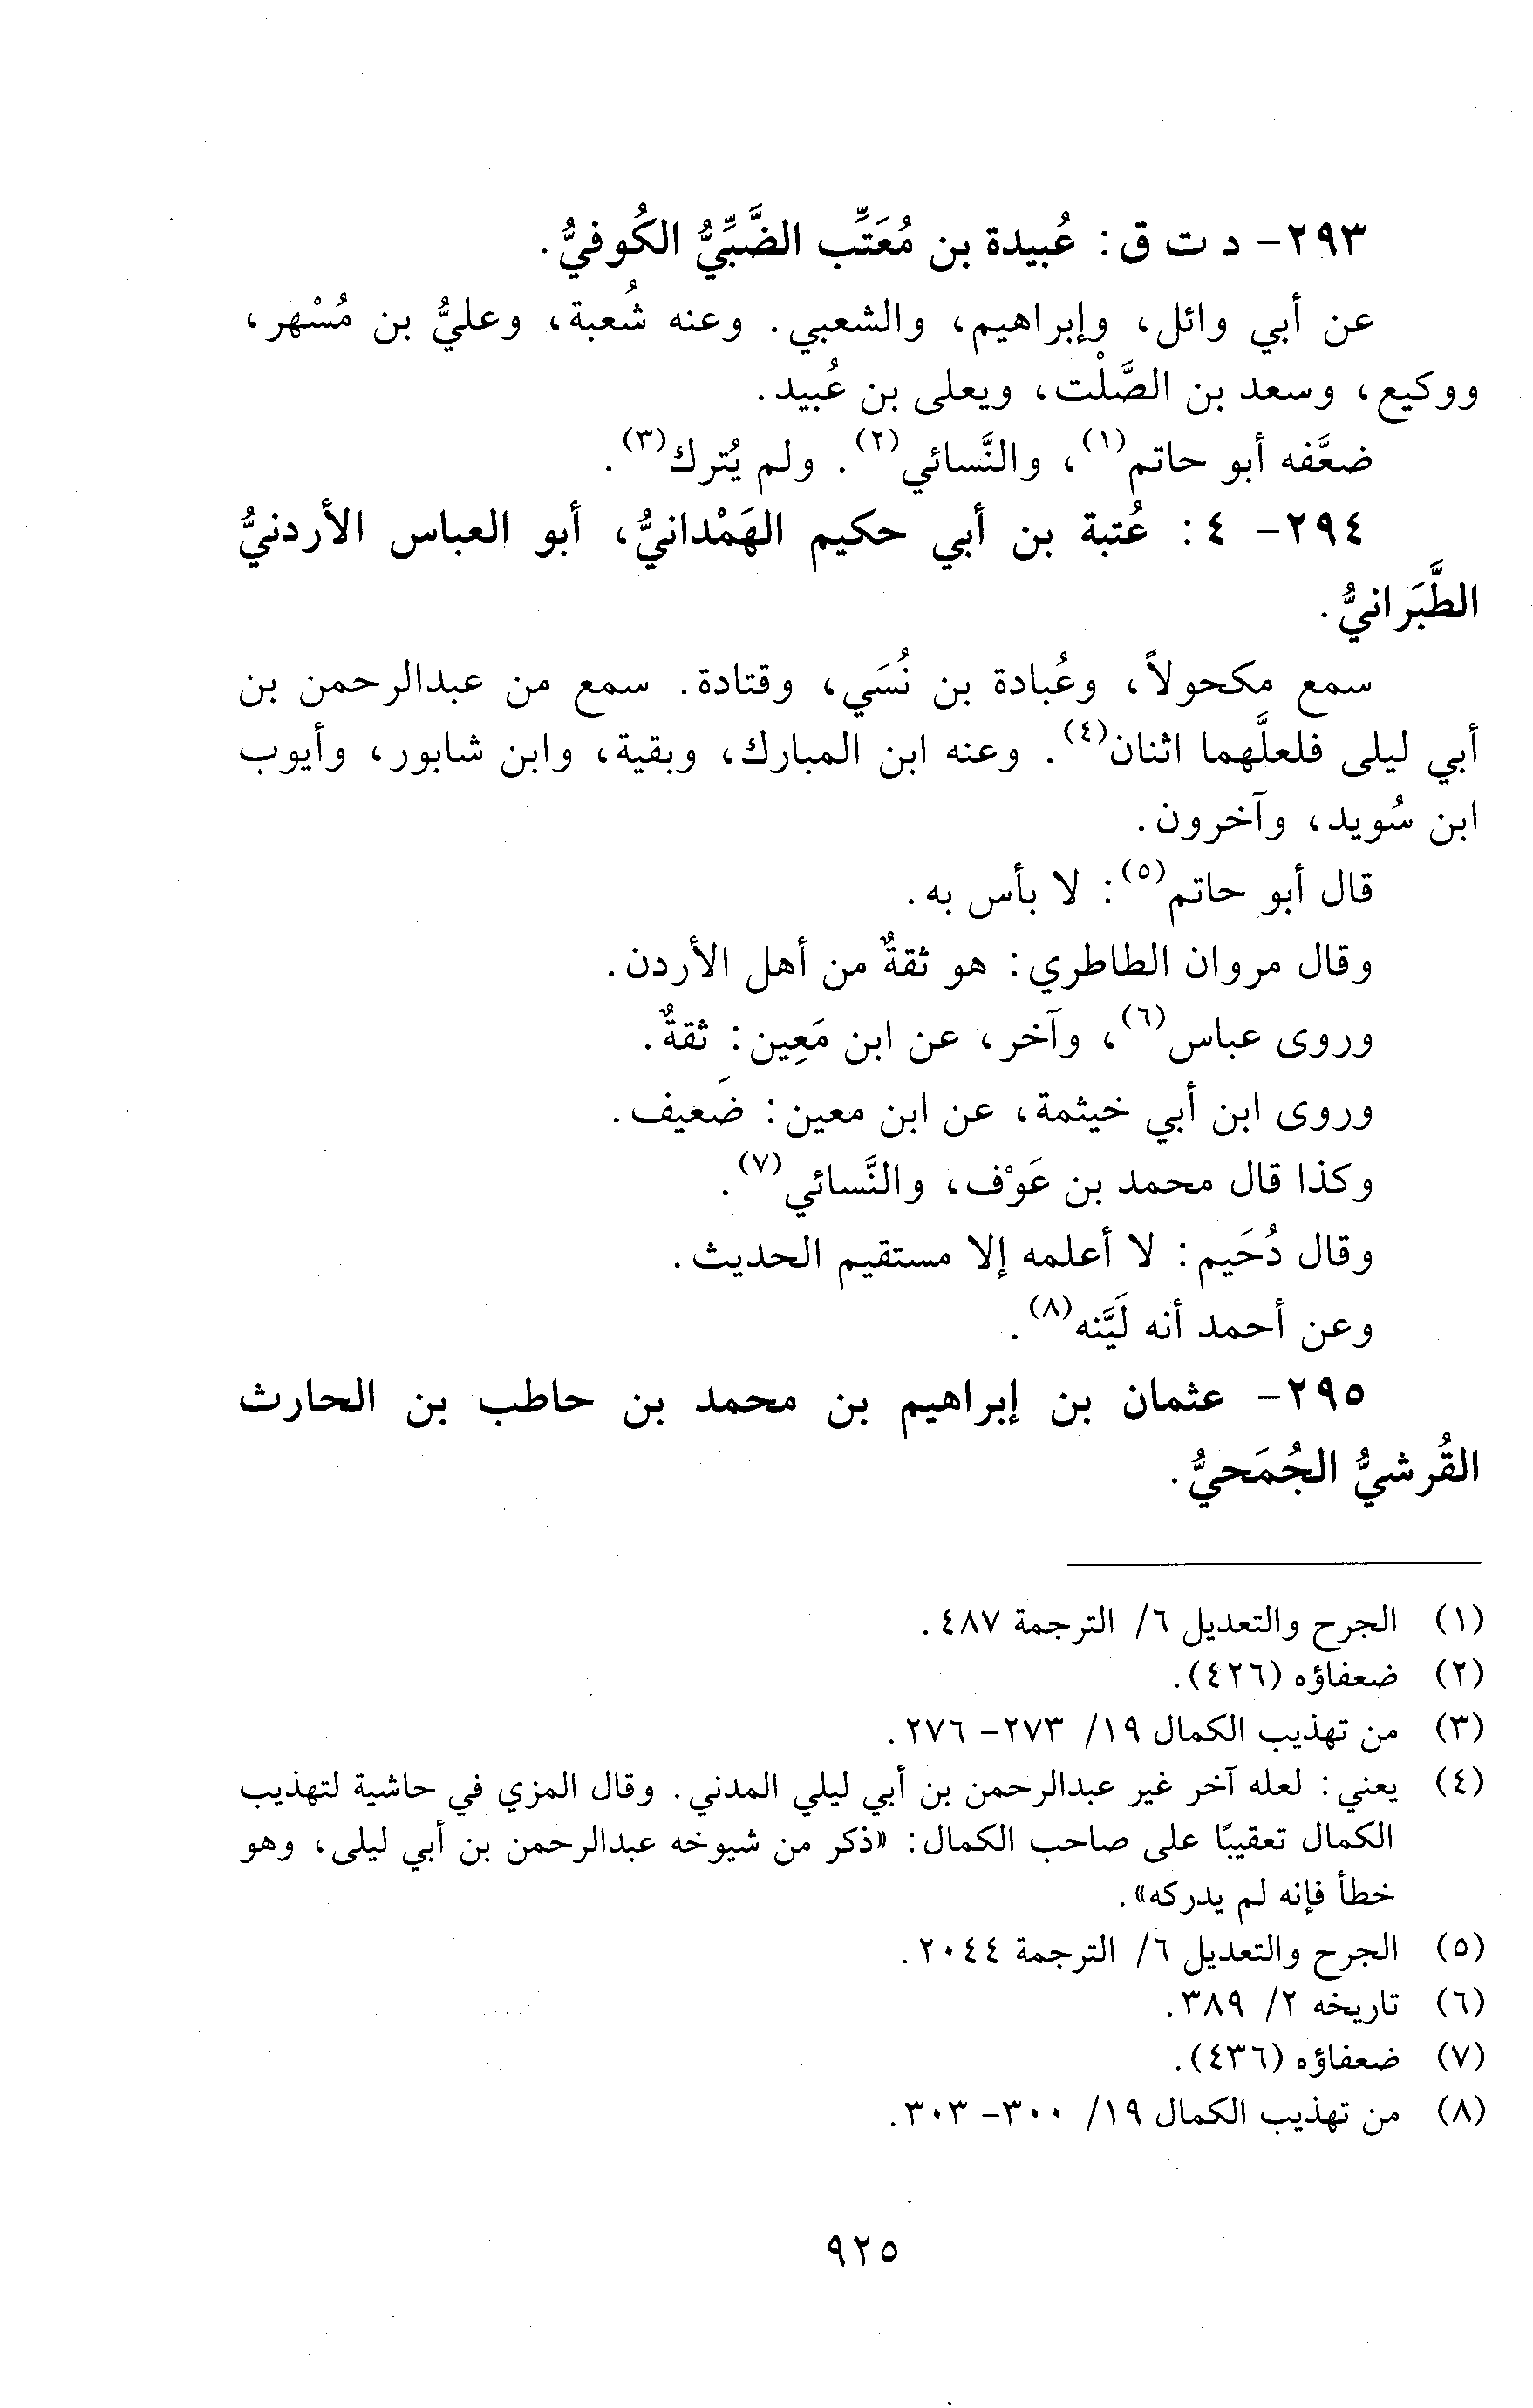 ٢٩٣- د ت ق: عُبيدة بن مُعَتِّب الضَّبِّيُّ الكُوفيُّ.
عن أبي وائل، وإبراهيم، والشعبي. وعنه شُعبة، وعليُّ بن مُسْهر،
ووكيع، وسعد بن الصَّلْت، ويعلى بن عُبيد.
ضعَّفه أبو حاتم(١)، والنَّسائي(٢). ولم يُترك(٣).
٢٩٤- ٤: عُتبة بن أبي حكيم الهَمْدانيُّ، أبو العباس الأردنيُّ
الطَّبَرانيُّ.
سمع مكحولاً، وعُبادة بن نُسَي، وقتادة. سمع من عبدالرحمن بن
أبي ليلى فلعلَّهما اثنان(٤). وعنه ابن المبارك، وبقية، وابن شابور، وأيوب
ابن سُويد، وآخرون.
قال أبو حاتم(٥): لا بأس به.
وقال مروان الطاطري: هو ثقةٌ من أهل الأردن.
وروى عباس(٦)، وآخر، عن ابن مَعِين: ثقةٌ.
وروى ابن أبي خيثمة، عن ابن معين: ضَعيف.
وكذا قال محمد بن عَوْف، والنَّسائي(٧).
وقال دُحَيم: لا أعلمه إلا مستقيم الحديث.
وعن أحمد أنه لَيَّنه(٨).
٢٩٥- عثمان بن إبراهيم بن محمد بن حاطب بن الحارث
القُرشيُّ الجُمَحيُّ.
(١) الجرح والتعديل ٦/ الترجمة ٤٨٧.
(٢) ضعفاؤه (٤٢٦).
(٣) من تهذيب الكمال ١٩/ ٢٧٣- ٢٧٦.
(٤) يعني: لعله آخر غير عبدالرحمن بن أبي ليلي المدني. وقال المزي في حاشية لتهذيب
الكمال تعقيبًا على صاحب الكمال: «ذكر من شيوخه عبدالرحمن بن أبي ليلى، وهو
خطأ فإنه لم يدركه».
(٥) الجرح والتعديل ٦/ الترجمة ٢٠٤٤.
(٦) تاريخه ٢/ ٣٨٩.
(٧) ضعفاؤه (٤٣٦).
(٨) من تهذيب الكمال ١٩/ ٣٠٠- ٣٠٣.
٩٢٥